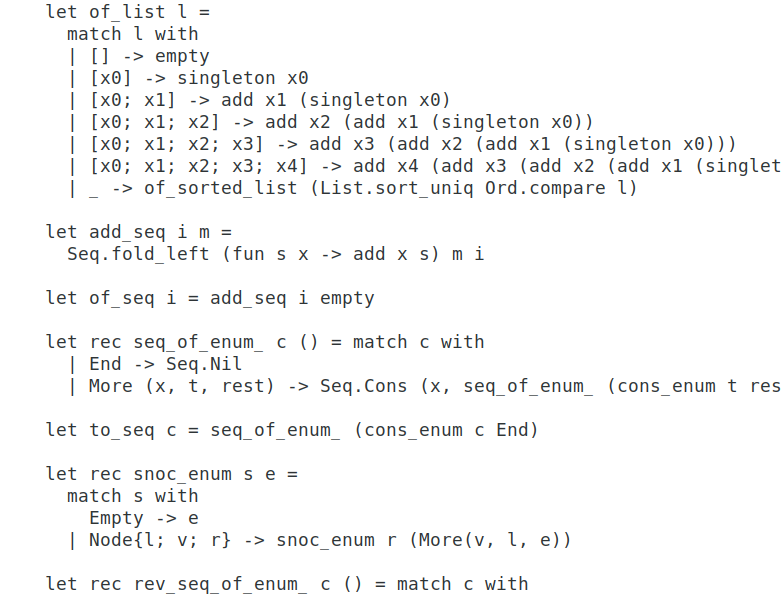 let of_list l =
match l with
| [] -> empty
| [x0] -> singleton x0
| [x0; x1] -> add x1 (singleton x0)
| [x0; x1; x2] -> add x2 (add x1 (singleton x0))
| [x0; x1; x2; x3] -> add x3 (add x2 (add x1 (singleton x0)))
| [x0; x1; x2; x3; x4] -> add x4 (add x3 (add x2 (add x1 (singlet
| _ -> of_sorted_list (List.sort_uniq Ord.compare l)
let add_seq i m =
Seq.fold_left (fun s x -> add x s) m i
let of_seq i = add_seq i empty
let rec seq_of_enum_ c () = match c with
| End -> Seq.Nil
| More (x, t, rest) -> Seq.Cons (x, seq_of_enum_ (cons_enum t res
let to_seq c = seq_of_enum_ (cons_enum c End)
let rec snoc_enum s e =
match s with
Empty -> e
| Node{l; v; r} -> snoc_enum r (More(v, l, e))
let rec rev_seq_of_enum_ c () = match c with